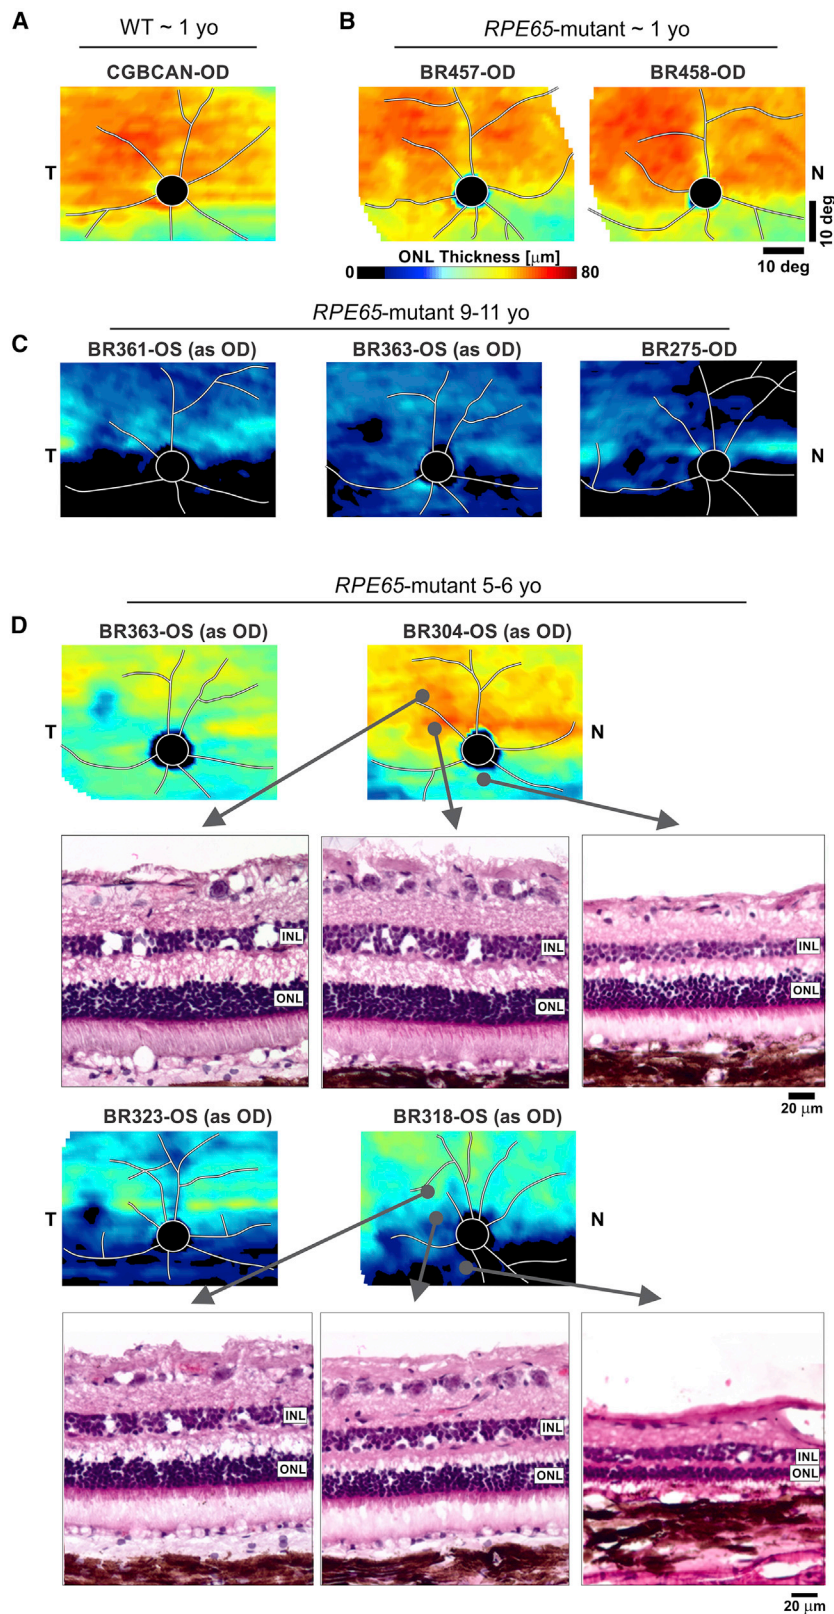 A
WT ~ 1 yo
B
RPE65-mutant ~ 1 yo
CGBCAN-OD
BR457-OD
BR458-OD
T
N
10 deg
ONL Thickness [μm]
0
80
10 deg
RPE65-mutant 9-11 yo
C
BR361-OS (as OD)
BR363-OS (as OD)
BR275-OD
T
N
RPE65-mutant 5-6 yo
D
BR363-OS (as OD)
BR304-OS (as OD)
T
N
INL
INL
INL
ONL
ONL
ONL
20 μm
BR323-OS (as OD)
BR318-OS (as OD)
T
N
INL
INL
INL
ONL
ONL
ONL
20 μm